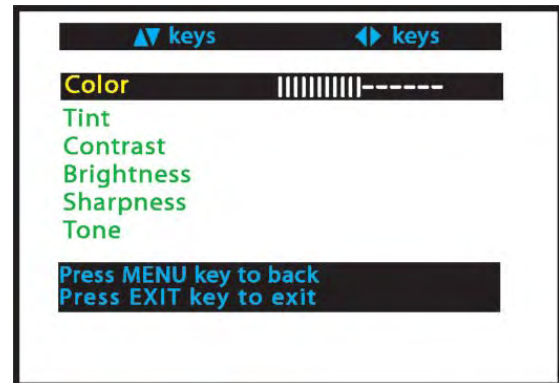 ▲▼ keys ◀▶ keys
Color ||||||||||||------
Tint
Contrast
Brightness
Sharpness
Tone
Press MENU key to back
Press EXIT key to exit